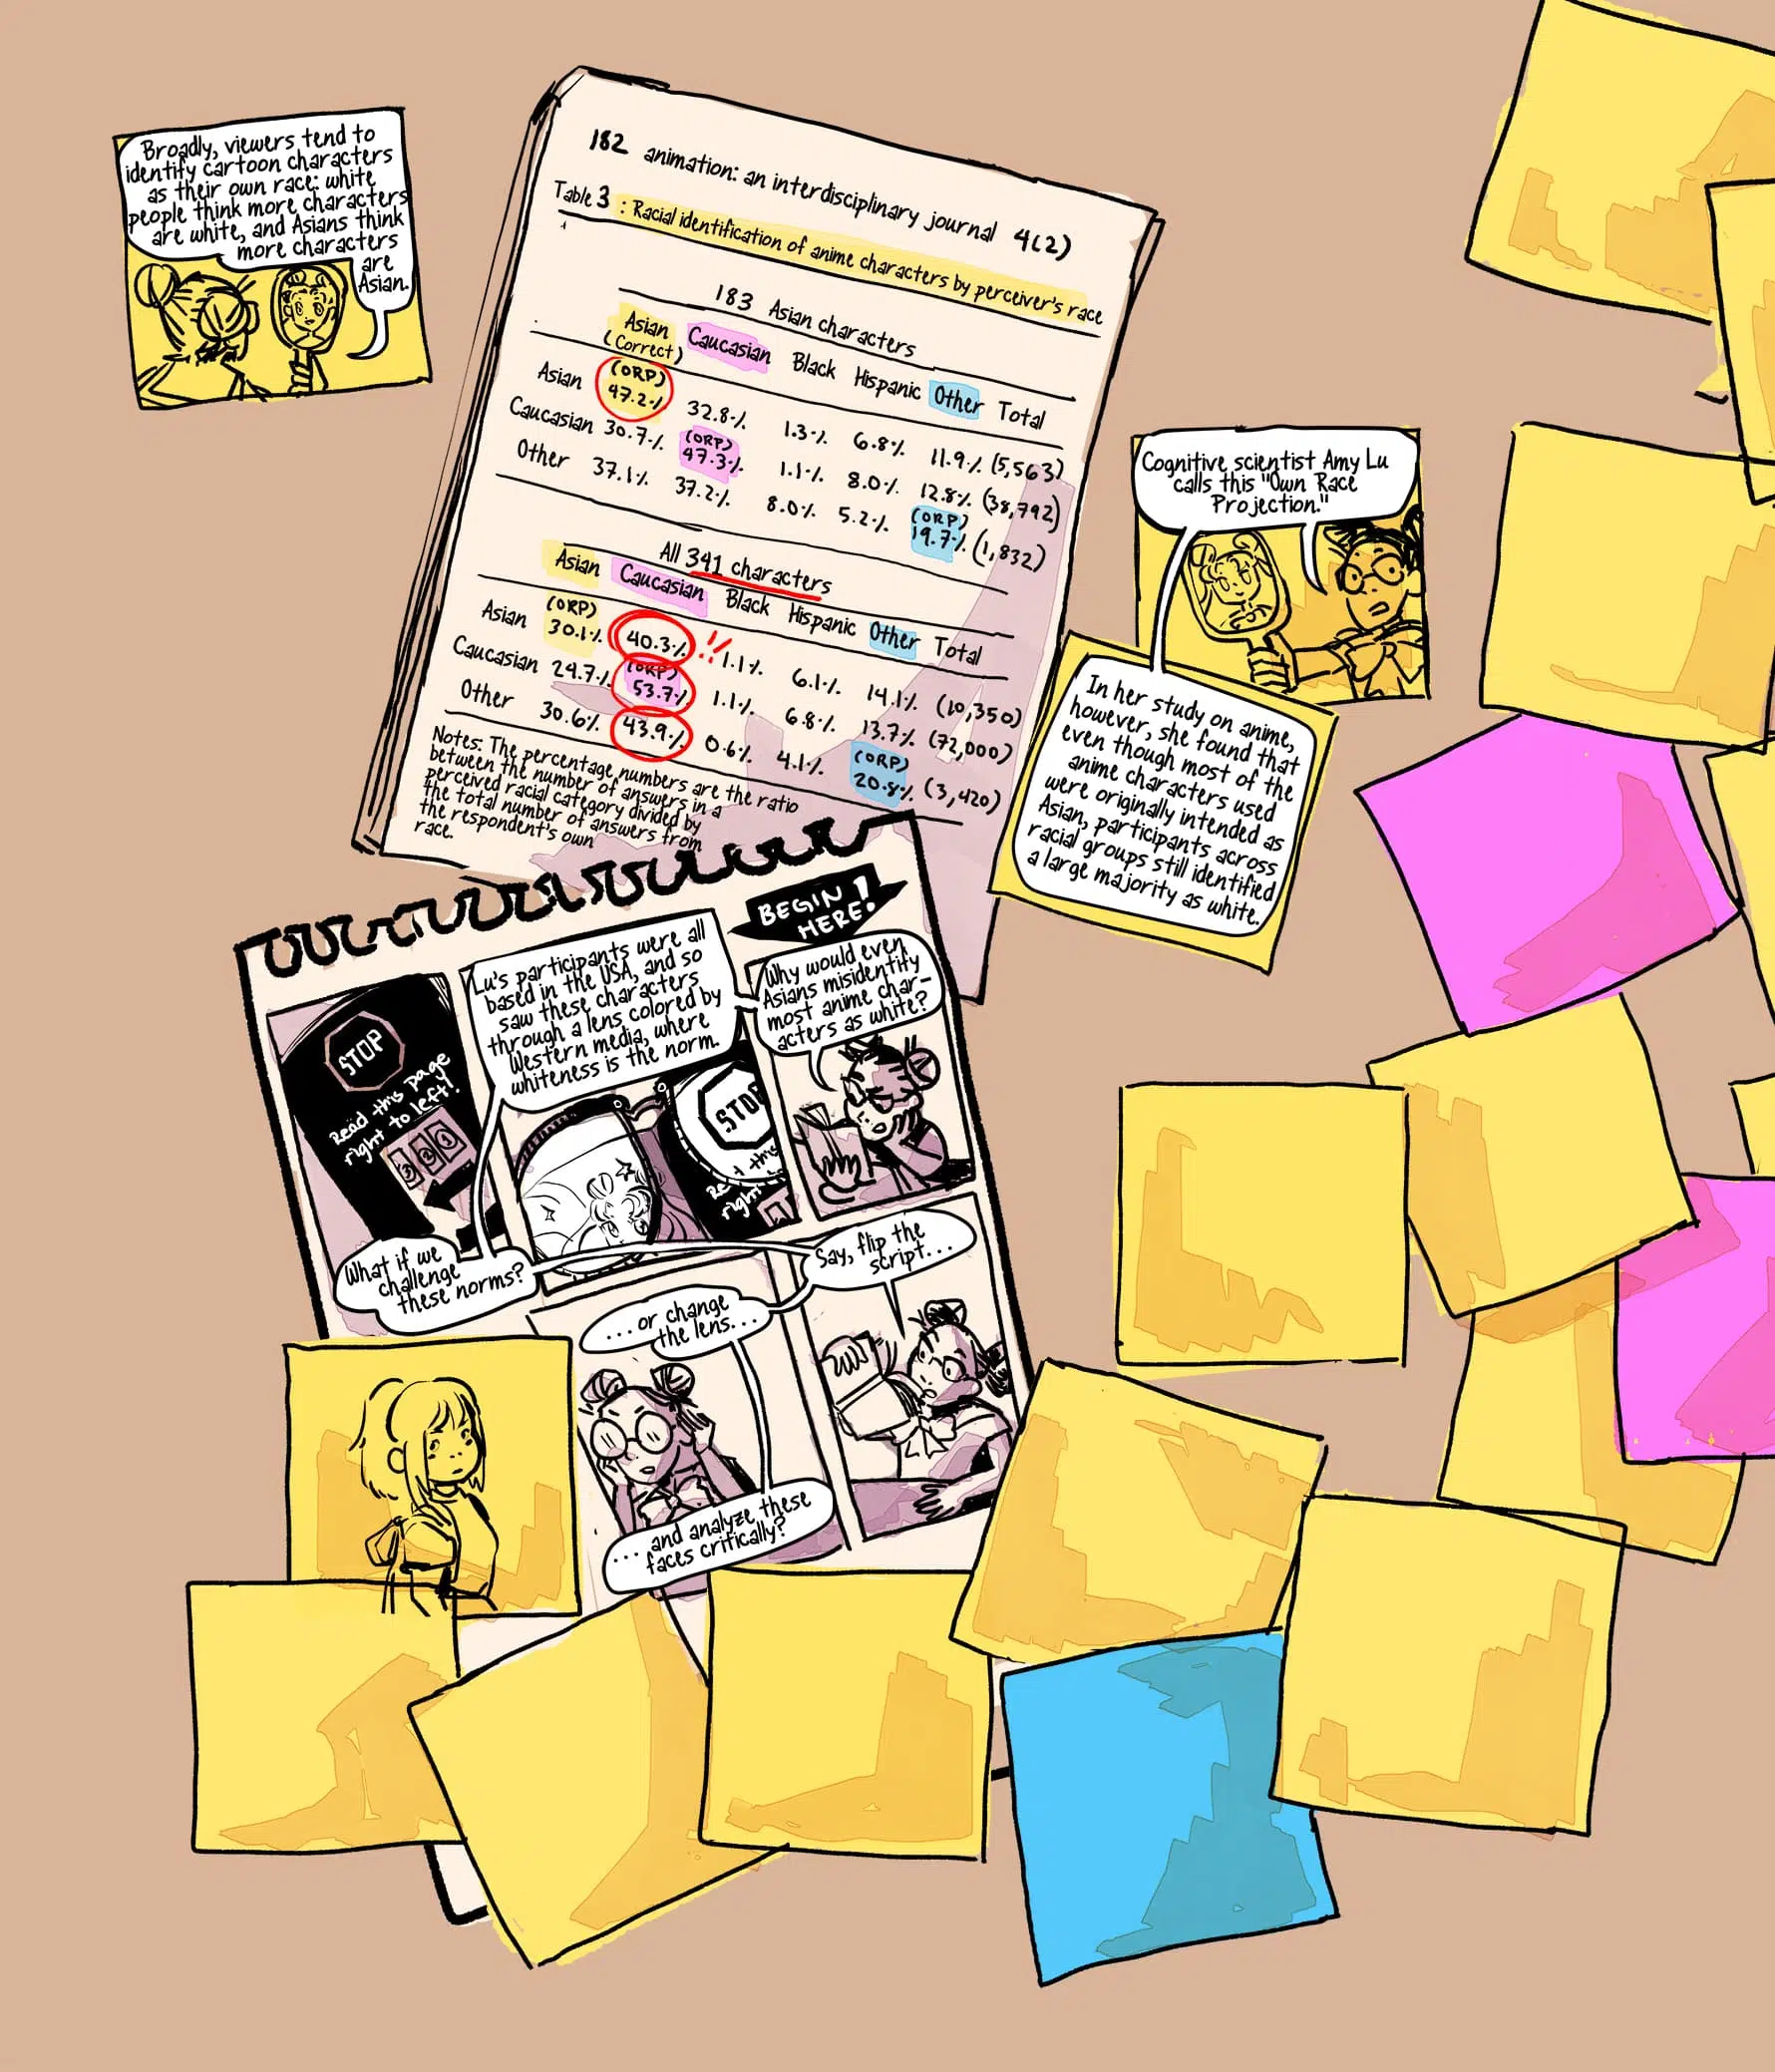 Broadly, viewers tend to
identify cartoon characters
as their own race: white
people think more characters
are white, and Asians think
more characters
are
Asian.
182 animation: an interdisciplinary journal 4(2)
Table 3 : Racial identification of anime characters by perceiver's race
183 Asian characters
Asian (Correct) Caucasian Black Hispanic Other Total
Asian (ORP) 47.2% 32.8% 1.3% 6.8% 11.9% (5,563)
Caucasian 30.7% (ORP) 47.3% 1.1% 8.0% 12.8% (38,792)
Other 37.1% 37.2% 8.0% 5.2% (ORP) 19.7% (1,832)
All 341 characters
Asian Caucasian Black Hispanic Other Total
Asian (ORP) 30.1% 40.3% !! 1.1% 6.1% 14.1% (10,350)
Caucasian 29.7% (ORP) 53.7% 1.1% 6.8% 13.7% (72,000)
Other 30.6% 43.9% 0.6% 4.1% (ORP) 20.8% (3,420)
Notes: The percentage numbers are the ratio
between the number of answers in a
perceived racial category divided by
the total number of answers from
the respondent's own
race.
Cognitive scientist Amy Lu
calls this "Own Race
Projection."
In her study on anime,
however, she found that
even though most of the
anime characters used
were originally intended as
Asian, participants across
racial groups still identified
a large majority as white.
BEGIN
HERE!
Why would even
Asians misidentify
most anime char-
acters as white?
Lu's participants were all
based in the USA, and so
saw these characters
through a lens colored by
Western media, where
whiteness is the norm.
STOP
Re d this
right
STOP
Read this page
right to left!
3 2 1
What if we
challenge
these norms?
Say, flip the
script...
... or change
the lens...
... and analyze these
faces critically?